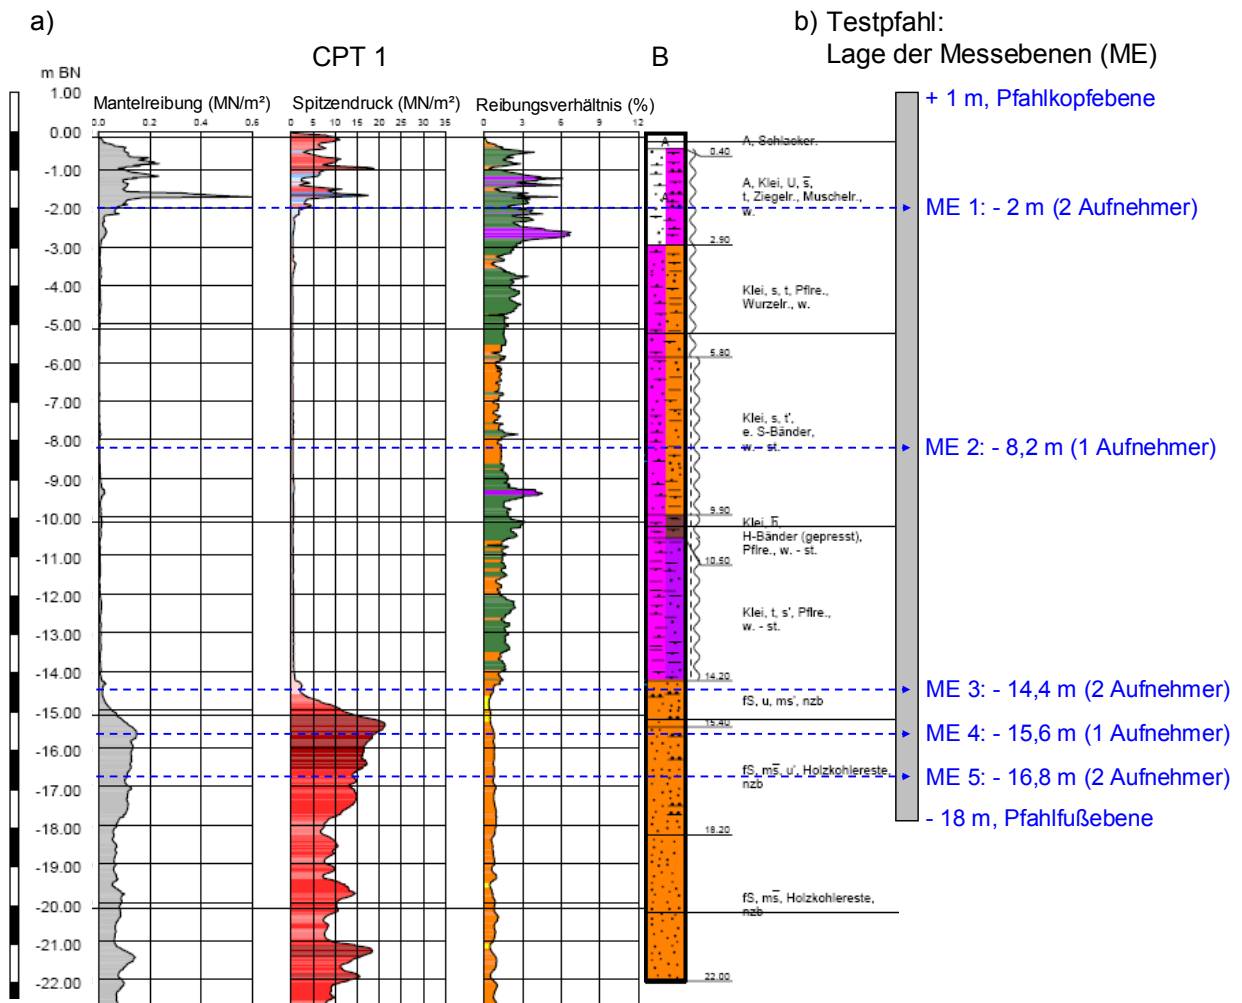 a)
b) Testpfahl:
Lage der Messebenen (ME)
CPT 1
B
m BN
Mantelreibung (MN/m²)
Spitzendruck (MN/m²)
Reibungsverhältnis (%)
0.0 0.2 0.4 0.6
0 5 10 15 20 25 30 35
0 3 6 9 12
1.00
0.00
-1.00
-2.00
-3.00
-4.00
-5.00
-6.00
-7.00
-8.00
-9.00
-10.00
-11.00
-12.00
-13.00
-14.00
-15.00
-16.00
-17.00
-18.00
-19.00
-20.00
-21.00
-22.00
A
A
A, Schlacker.
0.40
A, Klei, U, s̅,
t, Ziegelr., Muschelr.,
w.
2.90
Klei, s, t, Pflre.,
Wurzelr., w.
5.80
Klei, s, t',
e. S-Bänder,
w. - st.
9.90
Klei, h̅,
H-Bänder (gepresst),
Pflre., w. - st.
10.50
Klei, t, s', Pflre.,
w. - st.
14.20
fS, u, ms', nzb
15.40
fS, ms̅, u', Holzkohlereste,
nzb
18.20
fS, ms̅, Holzkohlereste,
nzb
22.00
+ 1 m, Pfahlkopfebene
ME 1: - 2 m (2 Aufnehmer)
ME 2: - 8,2 m (1 Aufnehmer)
ME 3: - 14,4 m (2 Aufnehmer)
ME 4: - 15,6 m (1 Aufnehmer)
ME 5: - 16,8 m (2 Aufnehmer)
- 18 m, Pfahlfußebene